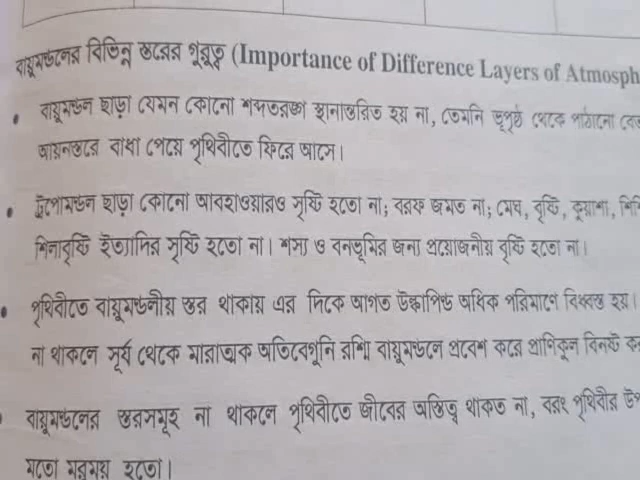 বায়ুমণ্ডলের বিভিন্ন স্তরের গুরুত্ব (Importance of Difference Layers of Atmosph
• বায়ুমণ্ডল ছাড়া যেমন কোনো শব্দতরঙ্গ স্থানান্তরিত হয় না, তেমনি ভূপৃষ্ঠ থেকে পাঠানো বেত
আয়নস্তরে বাধা পেয়ে পৃথিবীতে ফিরে আসে।
• ট্রপোমণ্ডল ছাড়া কোনো আবহাওয়ারও সৃষ্টি হতো না; বরফ জমত না; মেঘ, বৃষ্টি, কুয়াশা, শিশি
শিলাবৃষ্টি ইত্যাদির সৃষ্টি হতো না। শস্য ও বনভূমির জন্য প্রয়োজনীয় বৃষ্টি হতো না।
• পৃথিবীতে বায়ুমণ্ডলীয় স্তর থাকায় এর দিকে আগত উল্কাপিণ্ড অধিক পরিমাণে বিধ্বস্ত হয়।
না থাকলে সূর্য থেকে মারাত্মক অতিবেগুনি রশ্মি বায়ুমণ্ডলে প্রবেশ করে প্রাণিকুল বিনষ্ট কর
• বায়ুমণ্ডলের স্তরসমূহ না থাকলে পৃথিবীতে জীবের অস্তিত্ব থাকত না, বরং পৃথিবীর উপ
মতো মরুময় হতো।